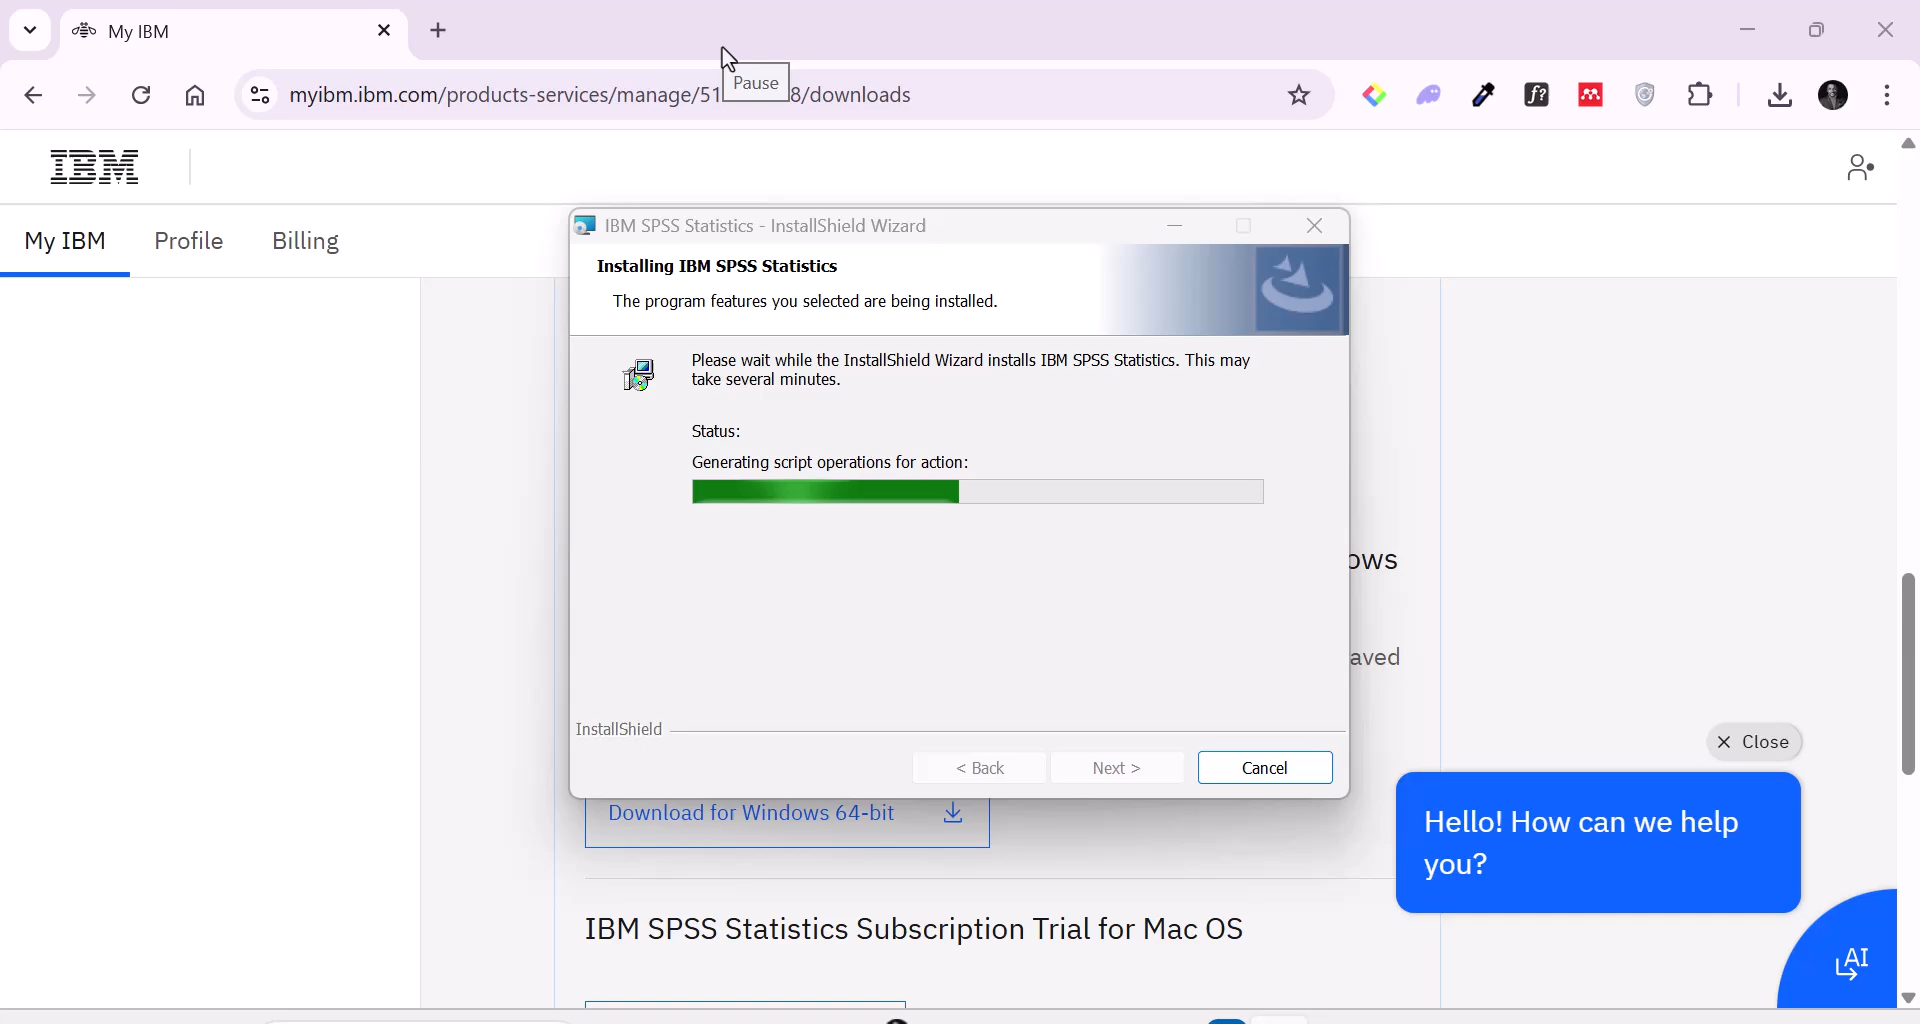 My IBM
Pause
myibm.ibm.com/products-services/manage/51 8/downloads
f?
IBM
My IBM
Profile
Billing
IBM SPSS Statistics - InstallShield Wizard
Installing IBM SPSS Statistics
The program features you selected are being installed.
Please wait while the InstallShield Wizard installs IBM SPSS Statistics. This may
take several minutes.
Status:
Generating script operations for action:
ows
aved
InstallShield
< Back
Next >
Cancel
Close
Hello! How can we help
you?
Download for Windows 64-bit
IBM SPSS Statistics Subscription Trial for Mac OS
AI